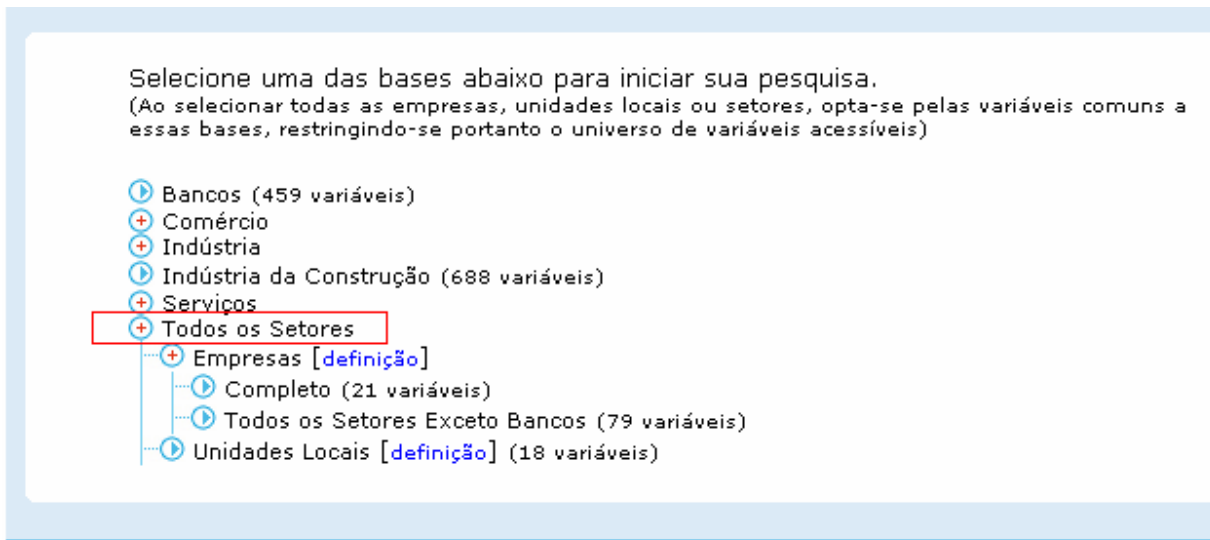 Selecione uma das bases abaixo para iniciar sua pesquisa.
(Ao selecionar todas as empresas, unidades locais ou setores, opta-se pelas variáveis comuns a
essas bases, restringindo-se portanto o universo de variáveis acessíveis)
Bancos (459 variáveis)
Comércio
Indústria
Indústria da Construção (688 variáveis)
Serviços
Todos os Setores
Empresas [definição]
Completo (21 variáveis)
Todos os Setores Exceto Bancos (79 variáveis)
Unidades Locais [definição] (18 variáveis)